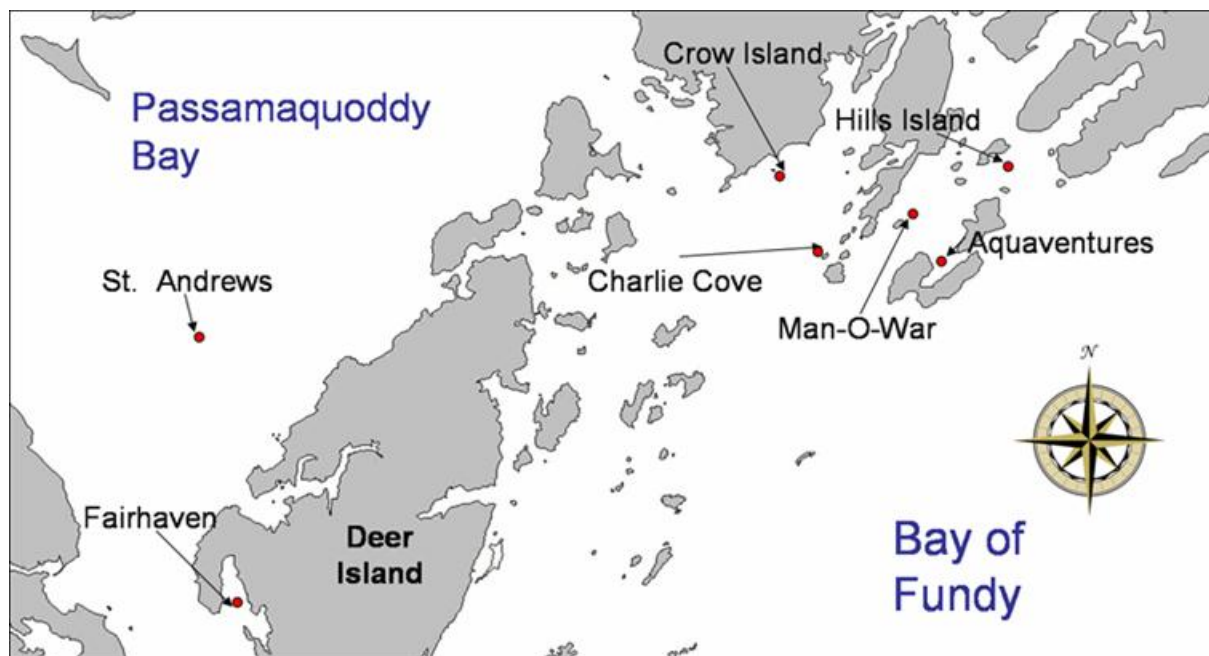 Crow Island
Passamaquoddy
Bay
Hills Island
Aquaventures
St. Andrews
Charlie Cove
Man-O-War
N
Fairhaven
Deer
Island
Bay of
Fundy